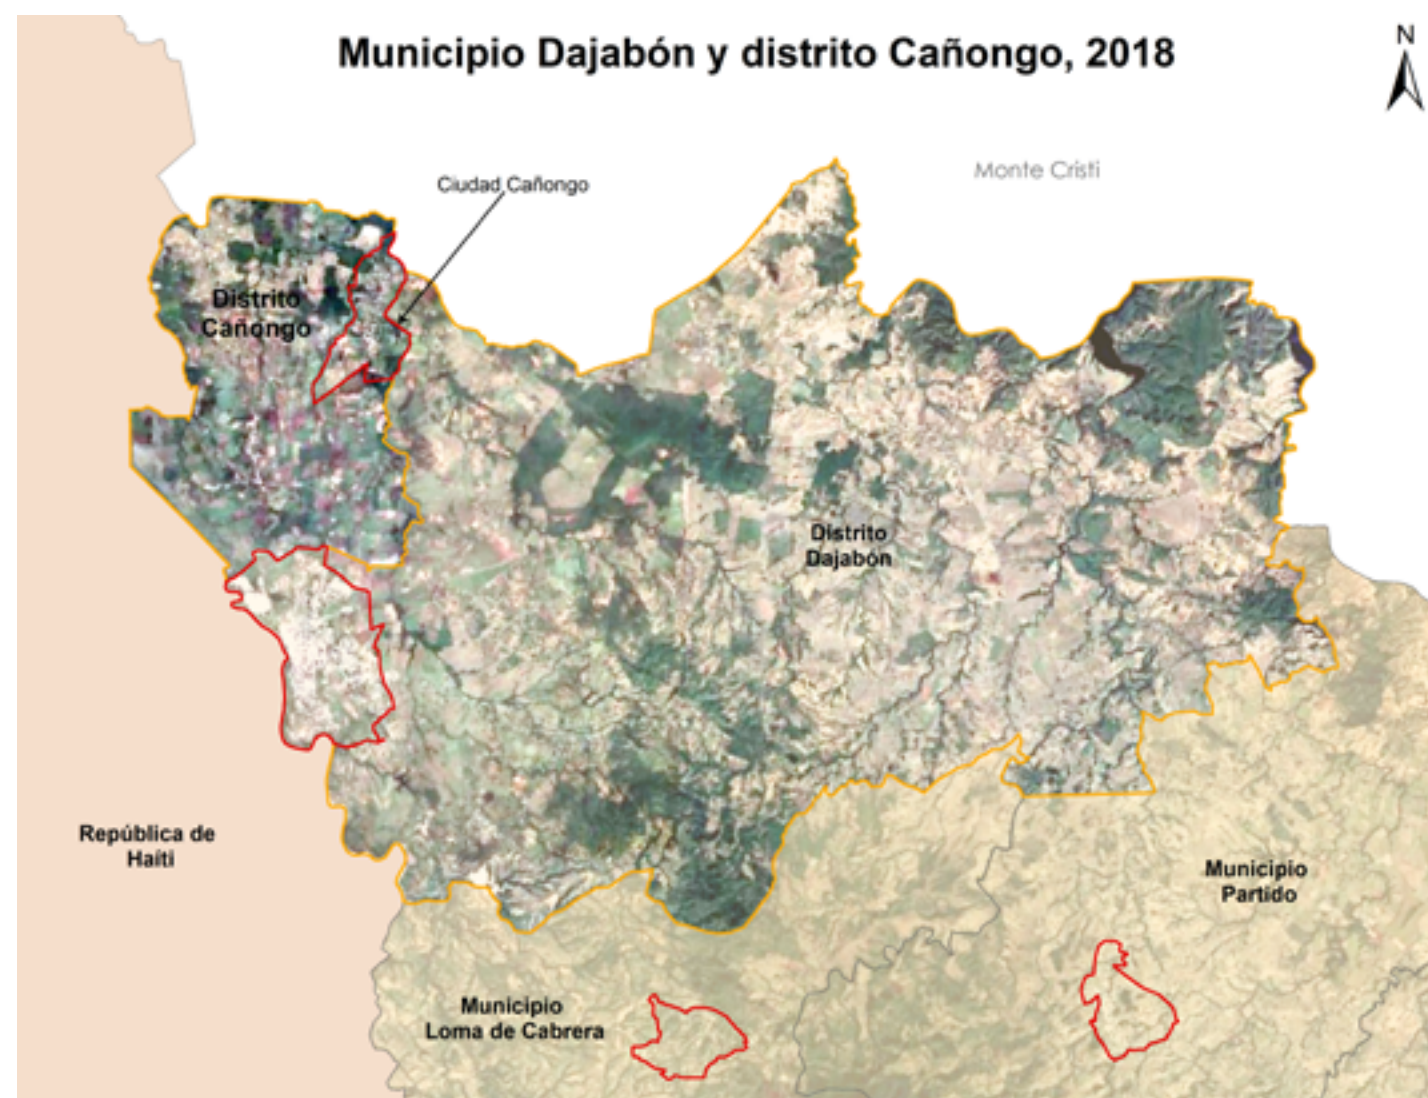 Municipio Dajabón y distrito Cañongo, 2018
N
Monte Cristi
Ciudad Cañongo
Distrito
Cañongo
Distrito
Dajabón
República de
Haíti
Municipio
Partido
Municipio
Loma de Cabrera